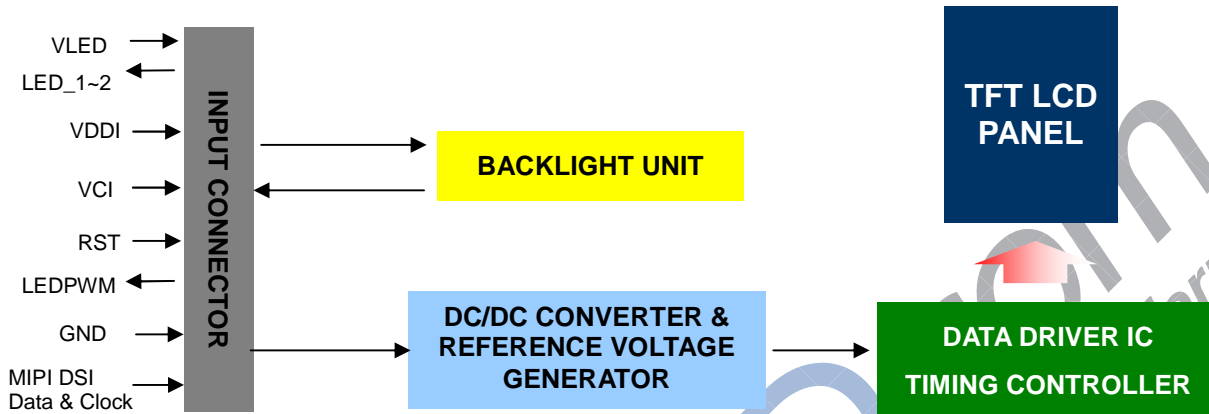 VLED
LED_1~2
VDDI
VCI
RST
LEDPWM
GND
MIPI DSI
Data & Clock
INPUT CONNECTOR
BACKLIGHT UNIT
DC/DC CONVERTER &
REFERENCE VOLTAGE
GENERATOR
TFT LCD
PANEL
DATA DRIVER IC
TIMING CONTROLLER